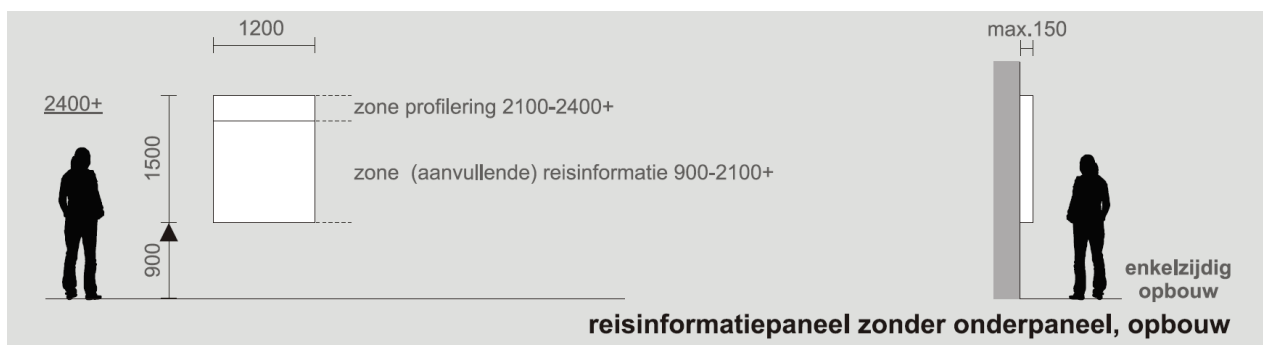 1200
max.150
2400+
zone profilering 2100-2400+
1500
zone (aanvullende) reisinformatie 900-2100+
900
enkelzijdig
opbouw
reisinformatiepaneel zonder onderpaneel, opbouw